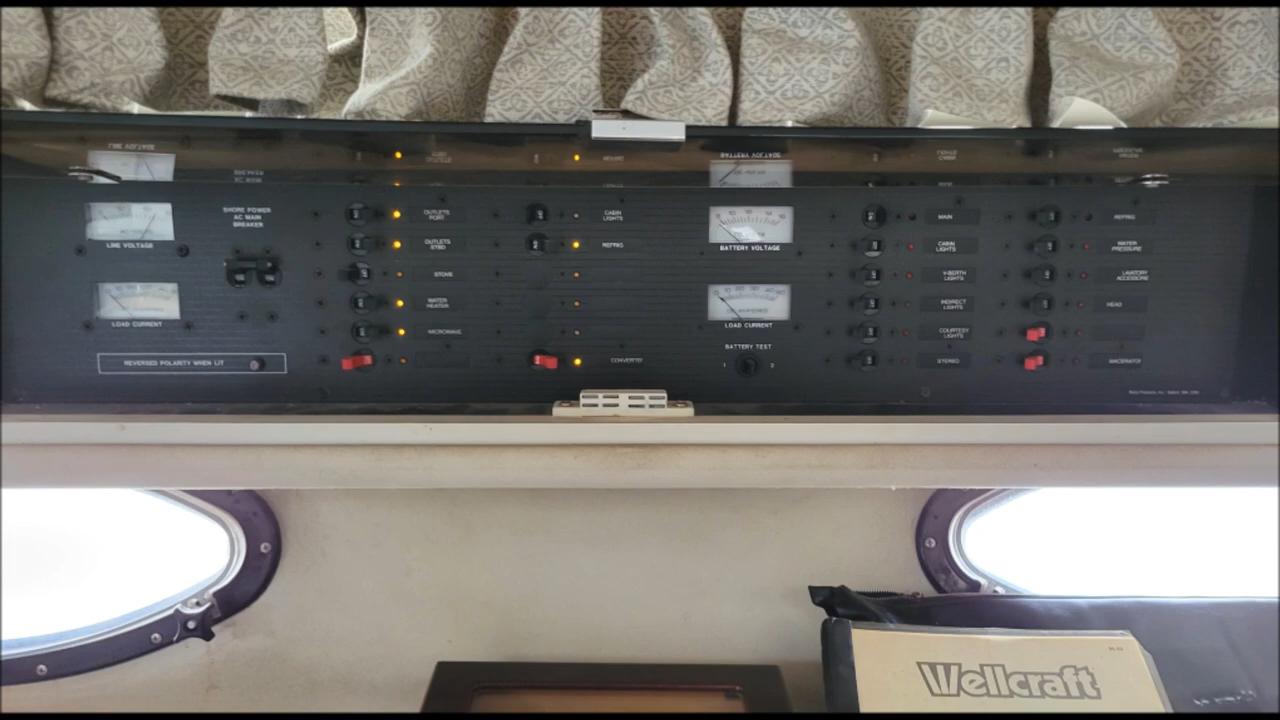 SHORE POWER
AC MAIN
BREAKER
LINE VOLTAGE
LOAD CURRENT
REVERSED POLARITY WHEN LIT
OUTLETS
PORT
OUTLETS
STBD
STOVE
WATER
HEATER
MICROWAVE
CABIN
LIGHTS
REFRIG
CONVERTER
BATTERY VOLTAGE
LOAD CURRENT
BATTERY TEST
1 2
MAIN
CABIN
LIGHTS
V-BERTH
LIGHTS
INDIRECT
LIGHTS
COURTESY
LIGHTS
STEREO
REFRIG
WATER
PRESSURE
LAVATORY
ACCESSORIE
HEAD
MACERATOR
Wellcraft